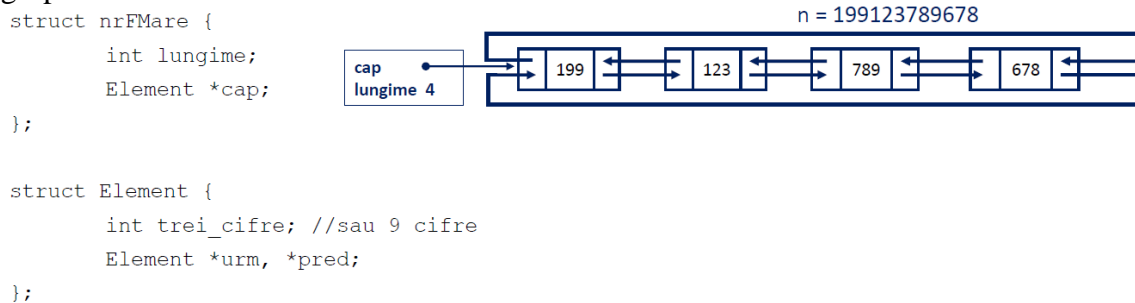 struct nrFMare {
int lungime;
Element *cap;
};
n = 199123789678
cap
lungime 4
199 123 789 678
struct Element {
int trei_cifre; //sau 9 cifre
Element *urm, *pred;
};